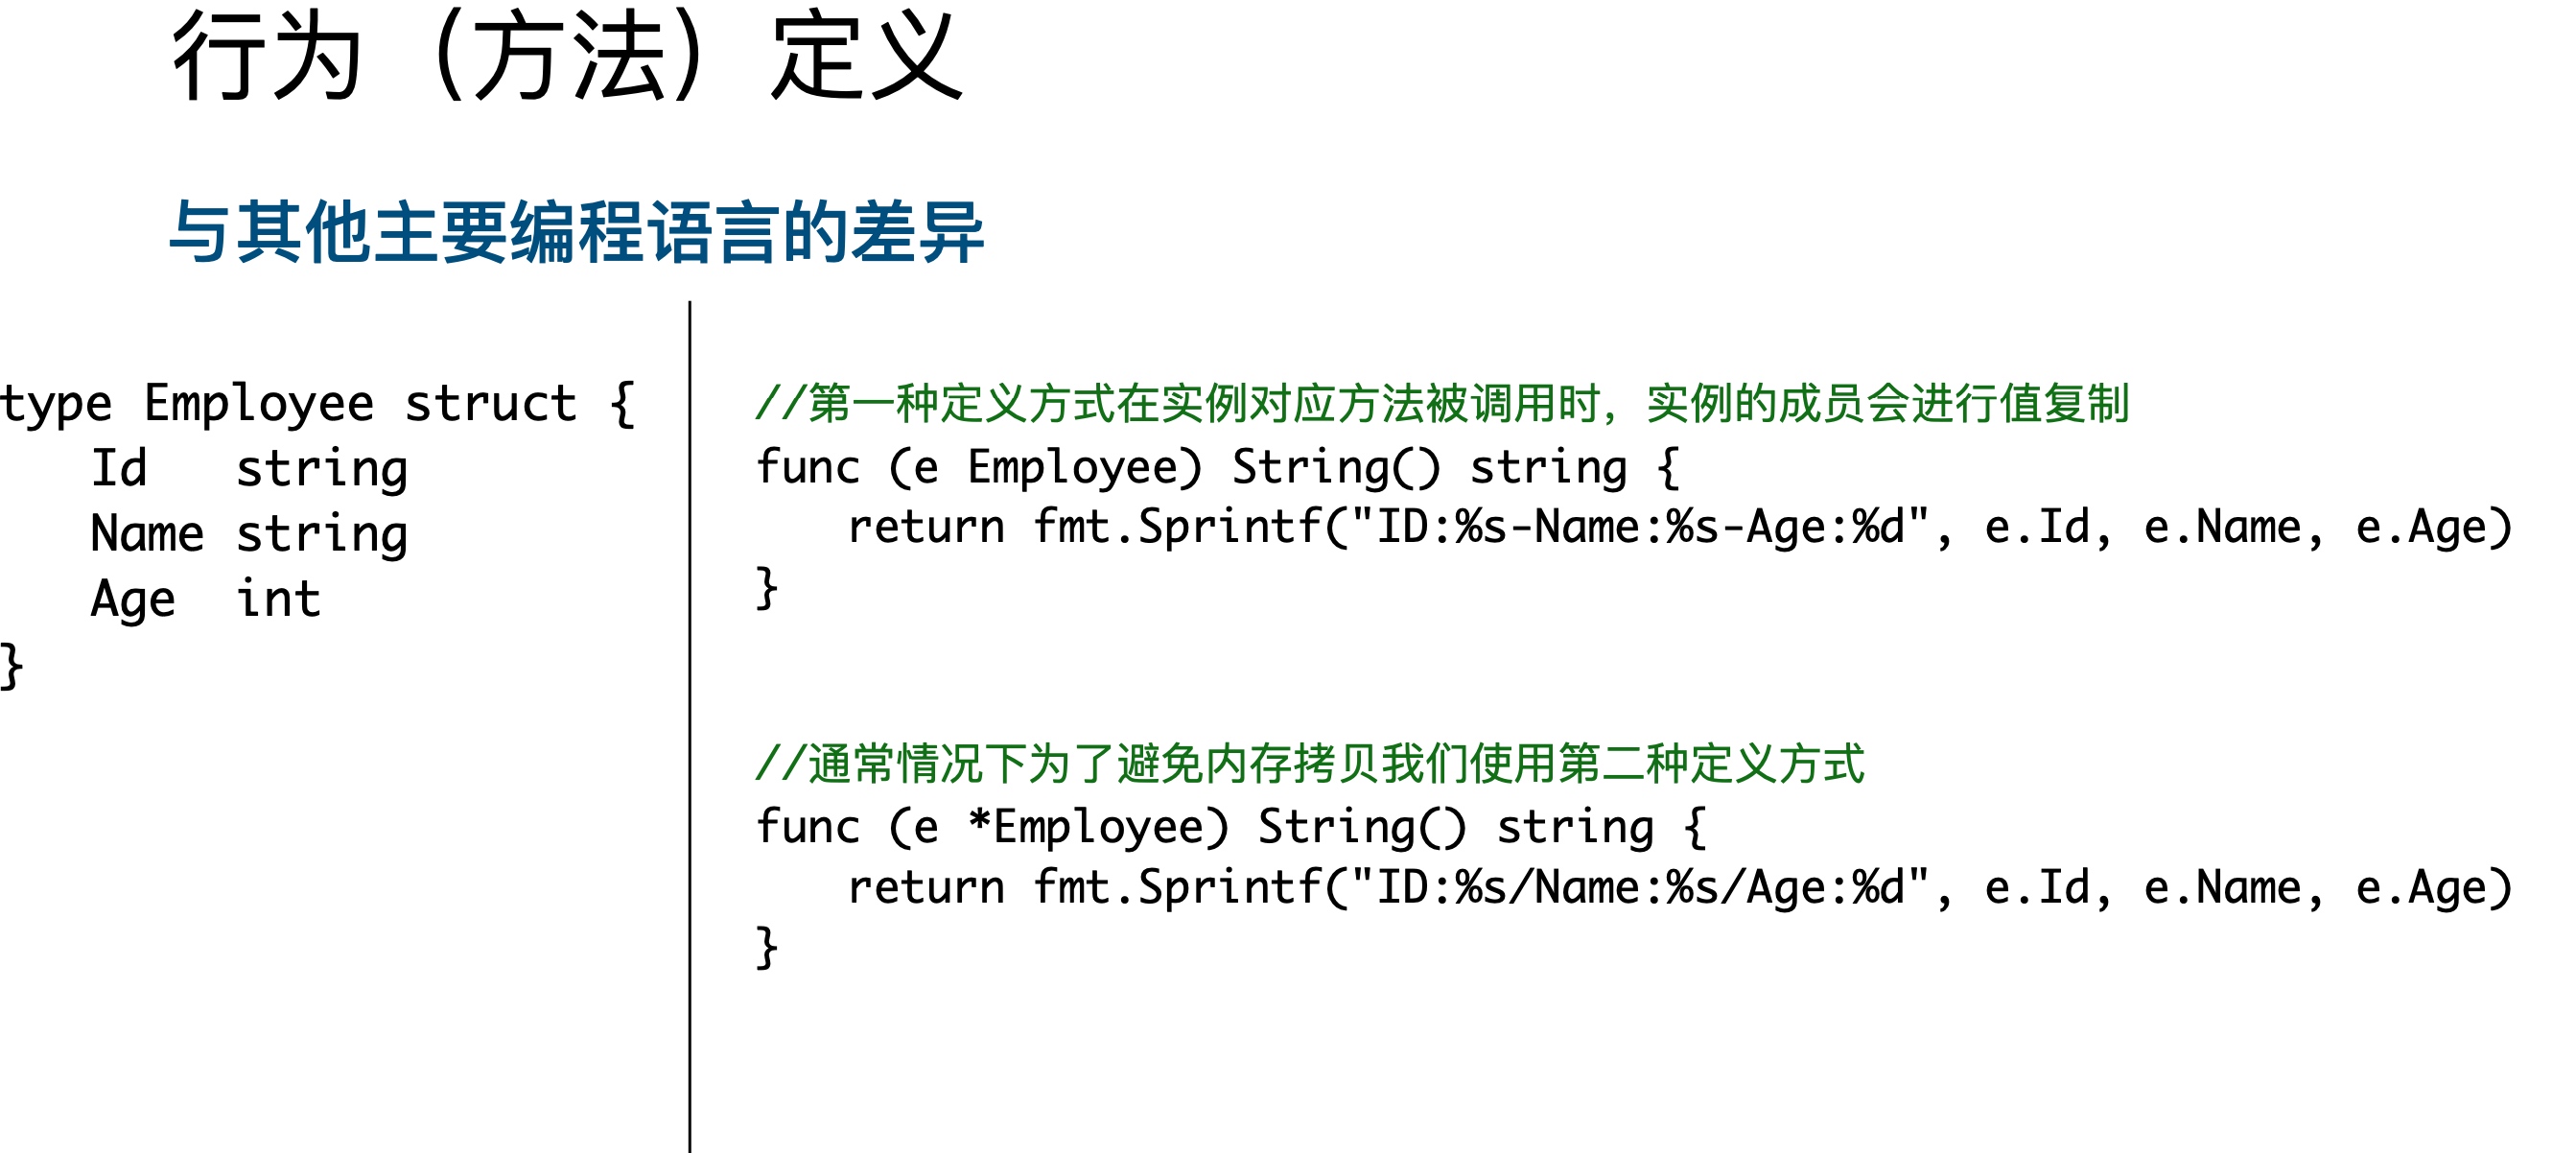 行为（方法）定义
与其他主要编程语言的差异
type Employee struct {
Id   string
Name string
Age  int
}
//第一种定义方式在实例对应方法被调用时，实例的成员会进行值复制
func (e Employee) String() string {
return fmt.Sprintf("ID:%s-Name:%s-Age:%d", e.Id, e.Name, e.Age)
}
//通常情况下为了避免内存拷贝我们使用第二种定义方式
func (e *Employee) String() string {
return fmt.Sprintf("ID:%s/Name:%s/Age:%d", e.Id, e.Name, e.Age)
}